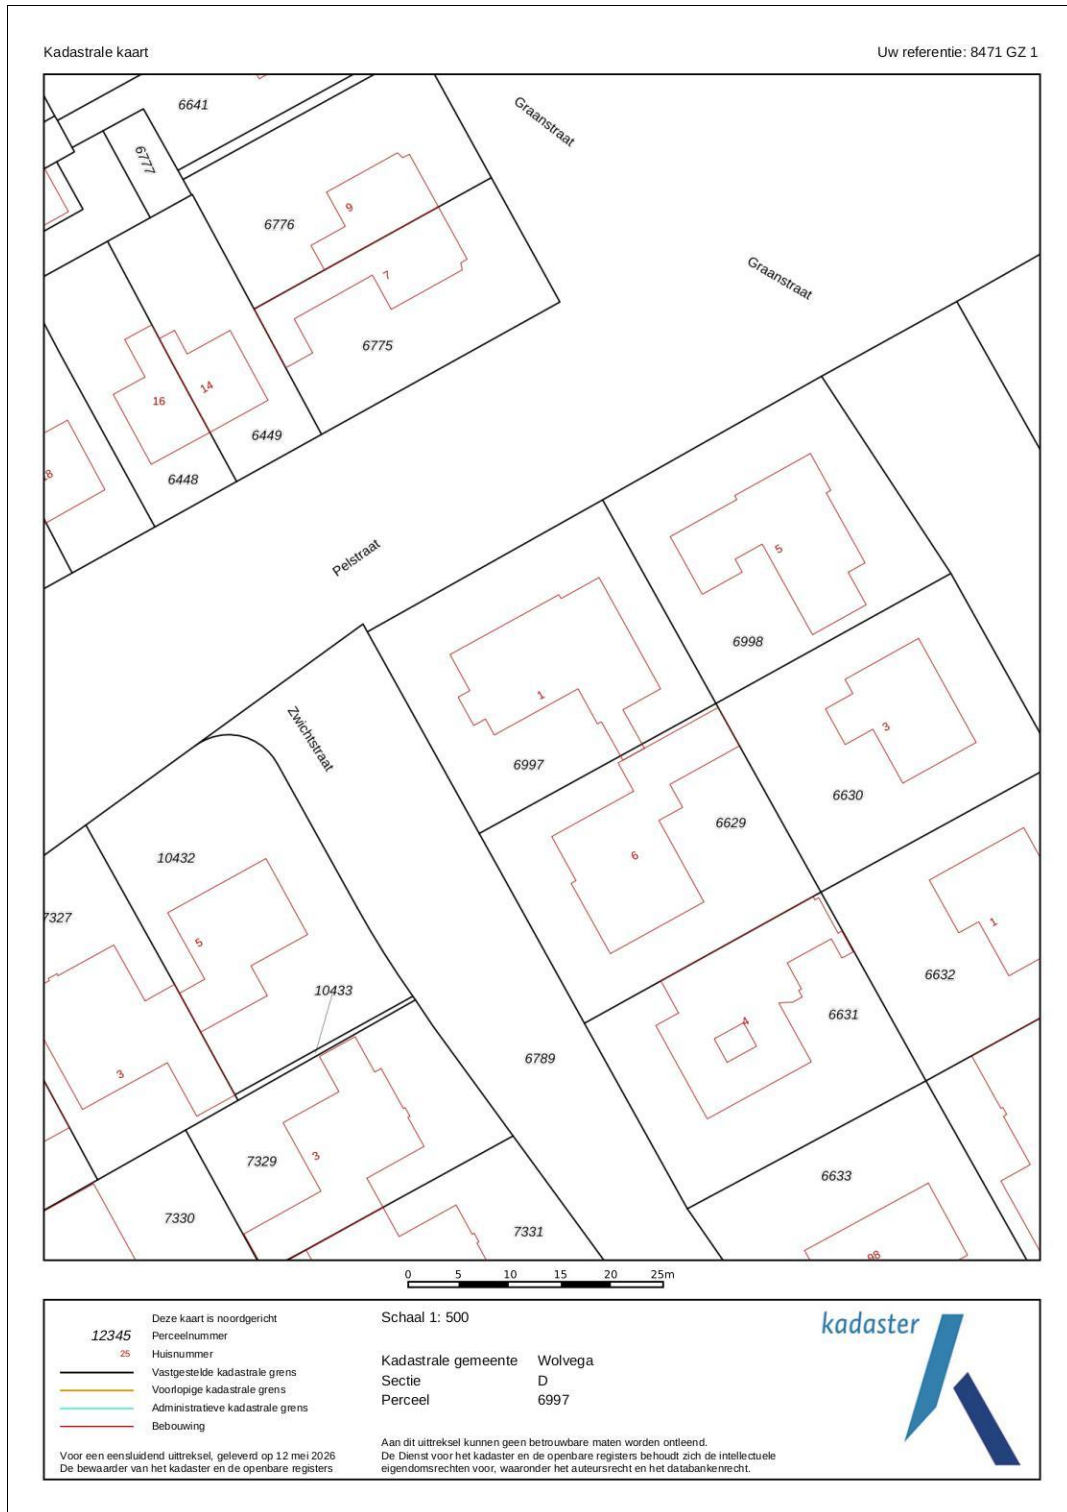 Kadastrale kaart
Uw referentie: 8471 GZ 1
6641
Graanstraat
6777
9
6776
7
Graanstraat
6775
14
16
6449
18
6448
Pelstraat
5
6998
1
Zwichtstraat
3
6997
6630
6629
10432
6
7327
5
1
6632
10433
6631
4
6789
3
7329
3
6633
7330
7331
98
0 5 10 15 20 25m
Deze kaart is noordgericht
12345 Perceelnummer
25 Huisnummer
Vastgestelde kadastrale grens
Voorlopige kadastrale grens
Administratieve kadastrale grens
Bebouwing
Voor een eensluidend uittreksel, geleverd op 12 mei 2026
De bewaarder van het kadaster en de openbare registers
Schaal 1: 500
Kadastrale gemeente Wolvega
Sectie D
Perceel 6997
Aan dit uittreksel kunnen geen betrouwbare maten worden ontleend.
De Dienst voor het kadaster en de openbare registers behoudt zich de intellectuele
eigendomsrechten voor, waaronder het auteursrecht en het databankenrecht.
kadaster